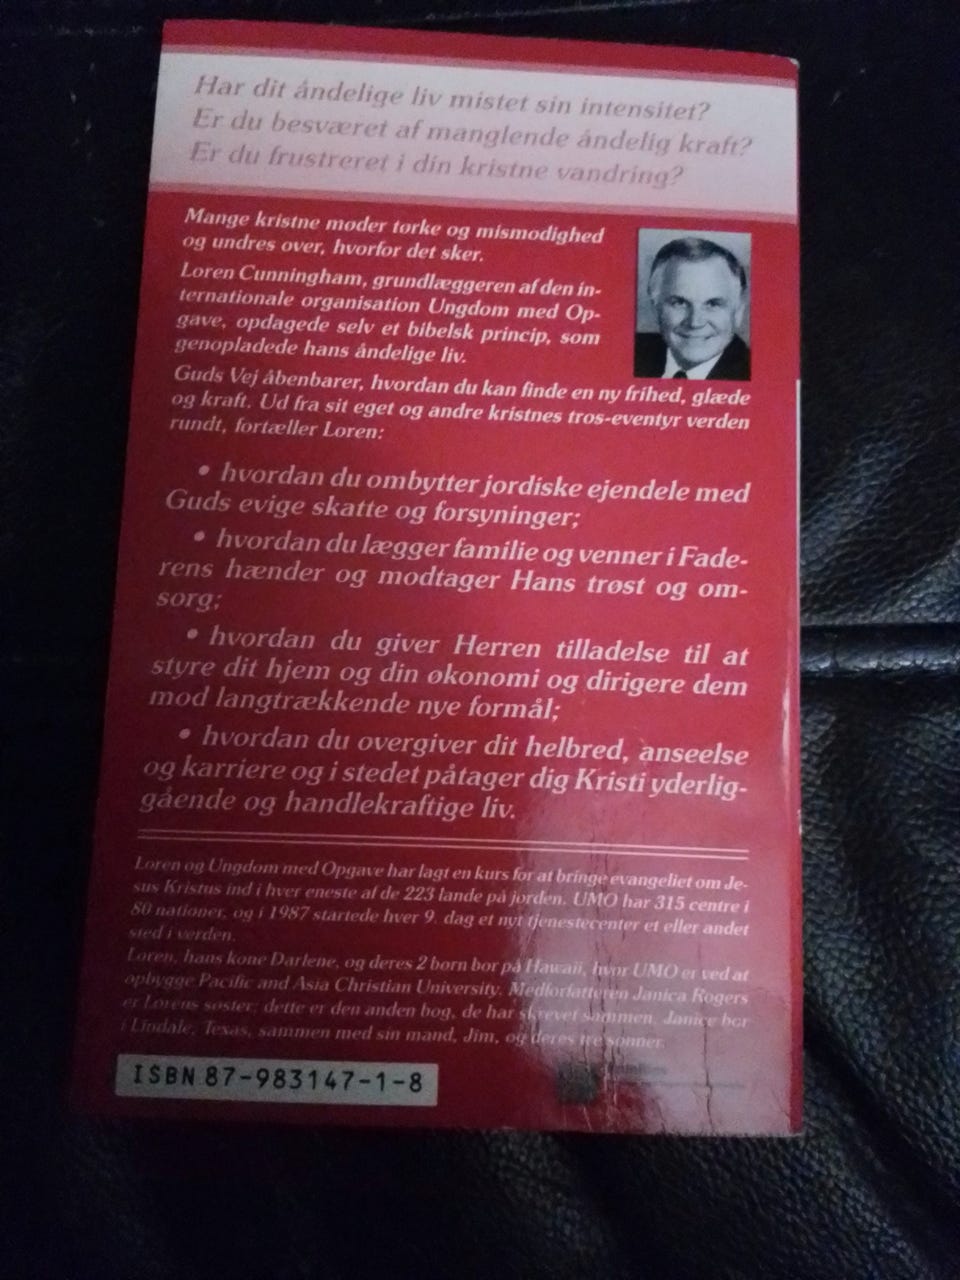 Har dit åndelige liv mistet sin intensitet?
Er du besværet af manglende åndelig kraft?
Er du frustreret i din kristne vandring?
Mange kristne møder tørke og mismodighed
og undres over, hvorfor det sker.
Loren Cunningham, grundlæggeren af den in-
ternationale organisation Ungdom med Op-
gave, opdagede selv et bibelsk princip, som
genopladede hans åndelige liv.
Guds Vej åbenbarer, hvordan du kan finde en ny frihed, glæde
og kraft. Ud fra sit eget og andre kristnes tros-eventyr verden
rundt, fortæller Loren:
• hvordan du ombytter jordiske ejendele med
Guds evige skatte og forsyninger;
• hvordan du lægger familie og venner i Fade-
rens hænder og modtager Hans trøst og om-
sorg;
• hvordan du giver Herren tilladelse til at
styre dit hjem og din økonomi og dirigere dem
mod langtrækkende nye formål;
• hvordan du overgiver dit helbred, anseelse
og karriere og i stedet påtager dig Kristi yderlig-
gående og handlekraftige liv.
Loren og Ungdom med Opgave har lagt en kurs for at bringe evangeliet om Je-
sus Kristus ind i hver eneste af de 223 lande på jorden. UMO har 315 centre i
80 nationer, og i 1987 startede hver 9. dag et nyt tjenestecenter et eller andet
sted i verden.
Loren, hans kone Darlene, og deres 2 børn bor på Hawaii, hvor UMO er ved at
opbygge Pacific and Asia Christian University. Medforfatteren Janica Rogers
er Lorens søster; dette er den anden bog, de har skrevet sammen. Janice bor
i Lindale, Texas, sammen med sin mand, Jim, og deres tre sønner.
ISBN 87-983147-1-8